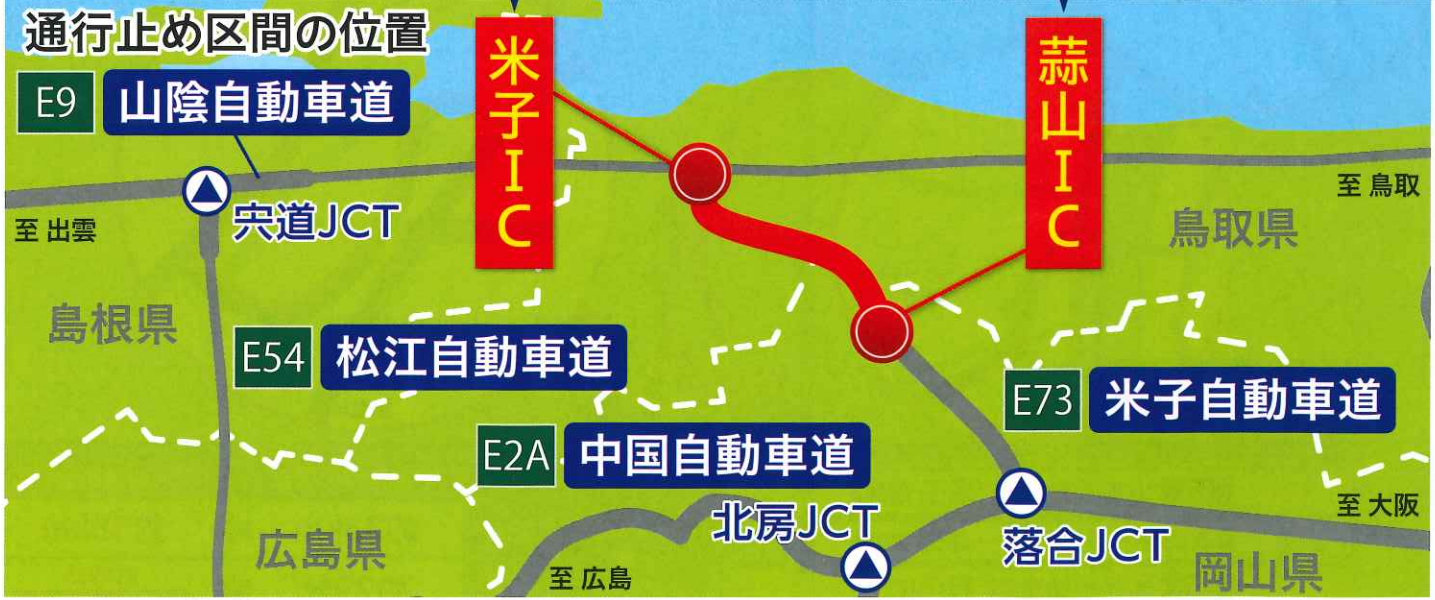 通行止め区間の位置
米子IC
蒜山IC
E9 山陰自動車道
至 鳥取
至 出雲
宍道JCT
鳥取県
島根県
E54 松江自動車道
E73 米子自動車道
E2A 中国自動車道
至 大阪
北房JCT
落合JCT
広島県
至 広島
岡山県